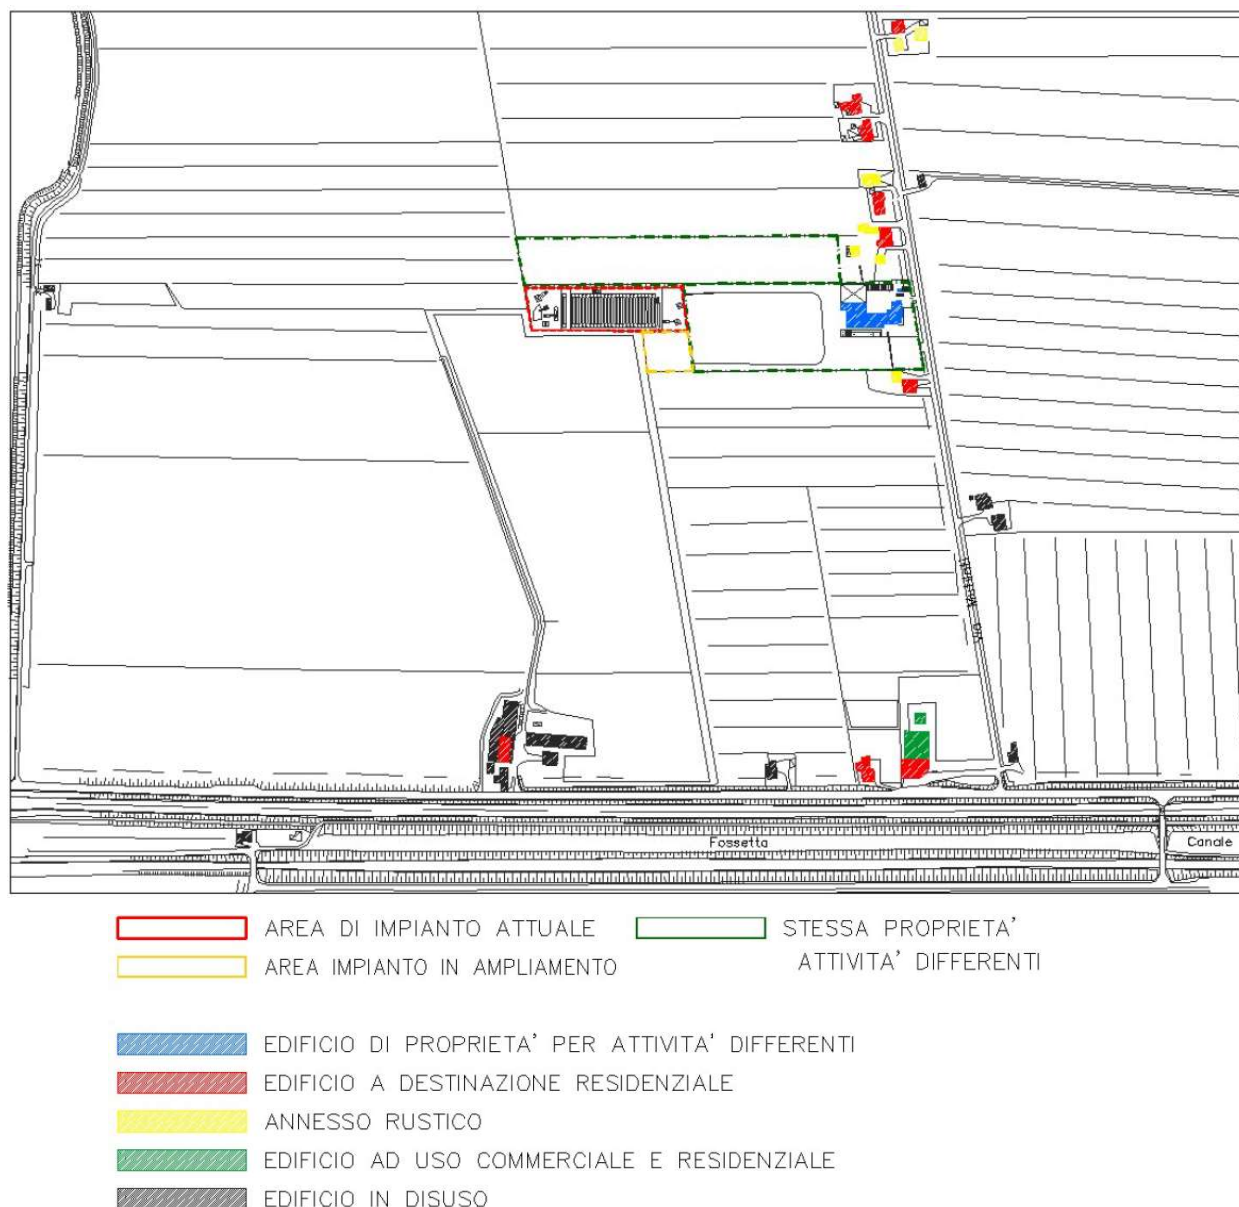 Fossetta
Canale
AREA DI IMPIANTO ATTUALE
STESSA PROPRIETA'
AREA IMPIANTO IN AMPLIAMENTO
ATTIVITA' DIFFERENTI
EDIFICIO DI PROPRIETA' PER ATTIVITA' DIFFERENTI
EDIFICIO A DESTINAZIONE RESIDENZIALE
ANNESSO RUSTICO
EDIFICIO AD USO COMMERCIALE E RESIDENZIALE
EDIFICIO IN DISUSO